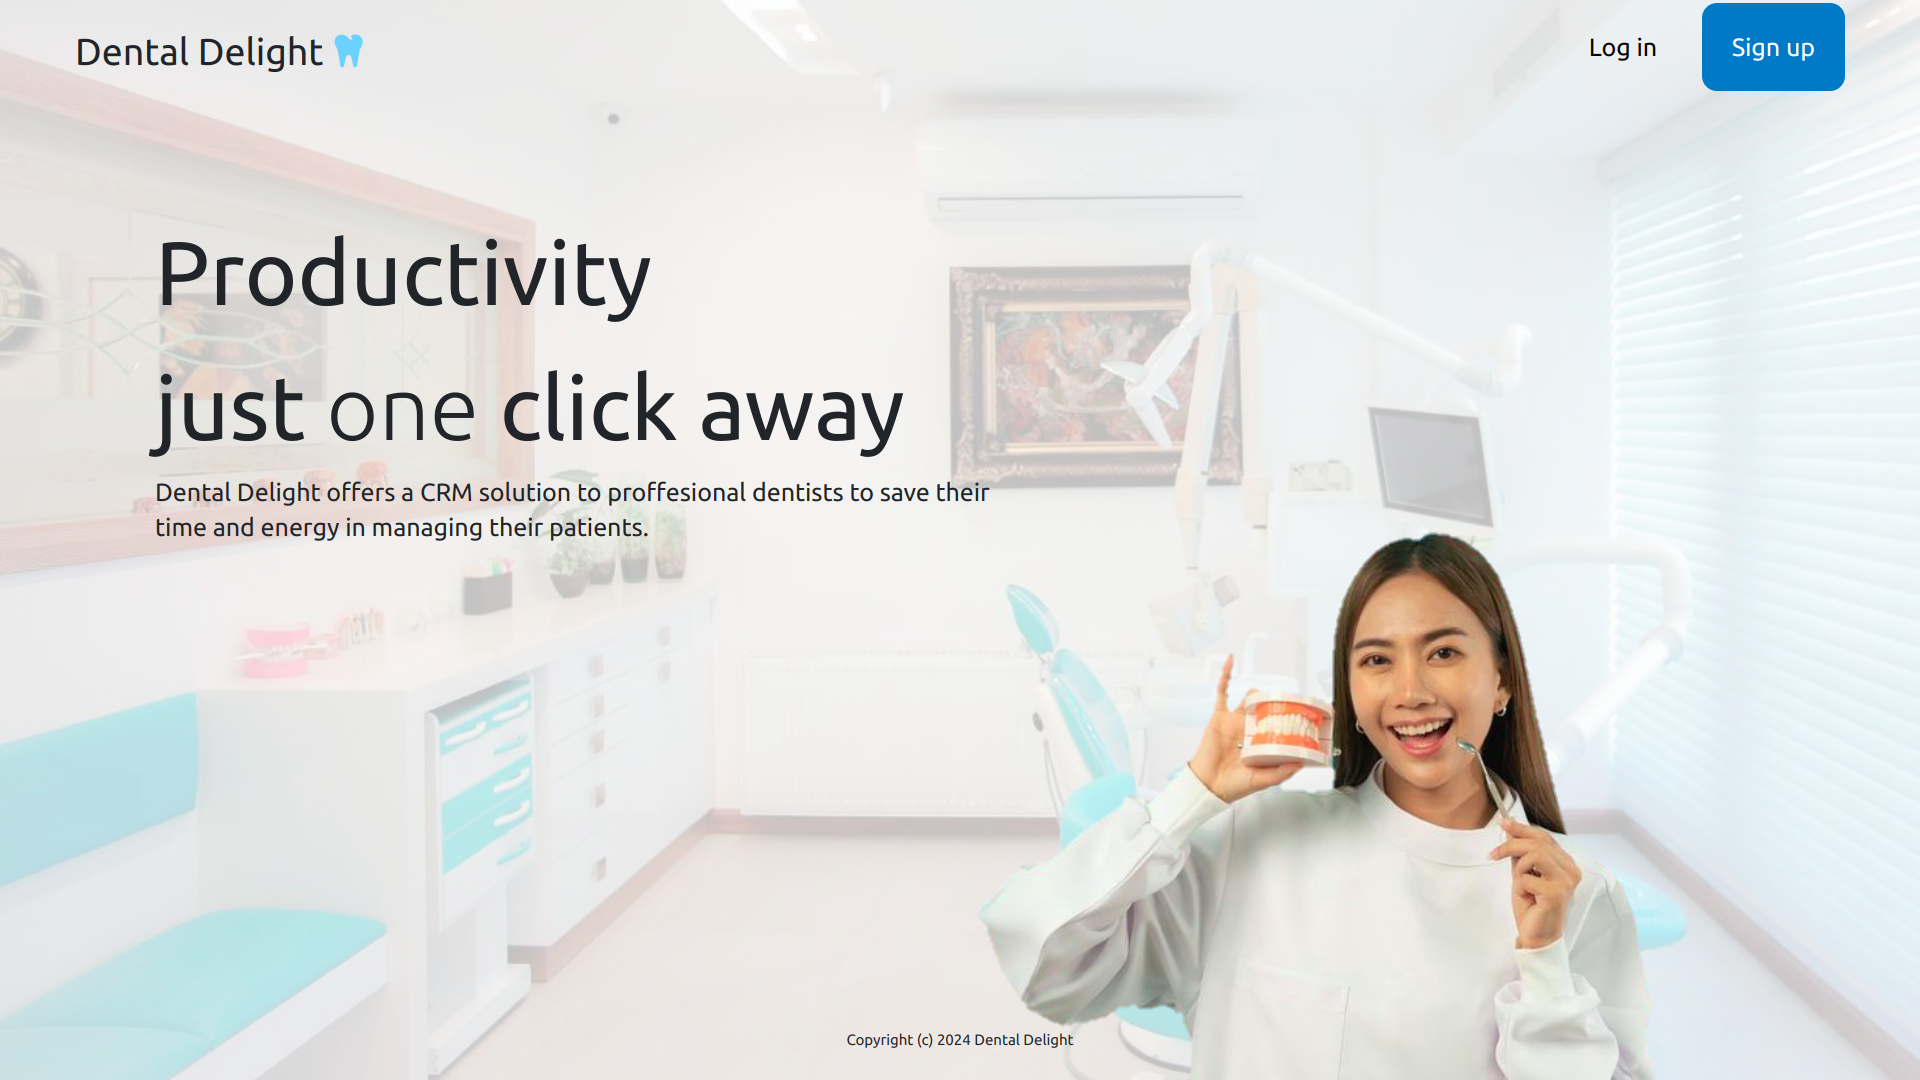 Dental Delight
Log in
Sign up
Productivity
just one click away
Dental Delight offers a CRM solution to proffesional dentists to save their
time and energy in managing their patients.
Copyright (c) 2024 Dental Delight